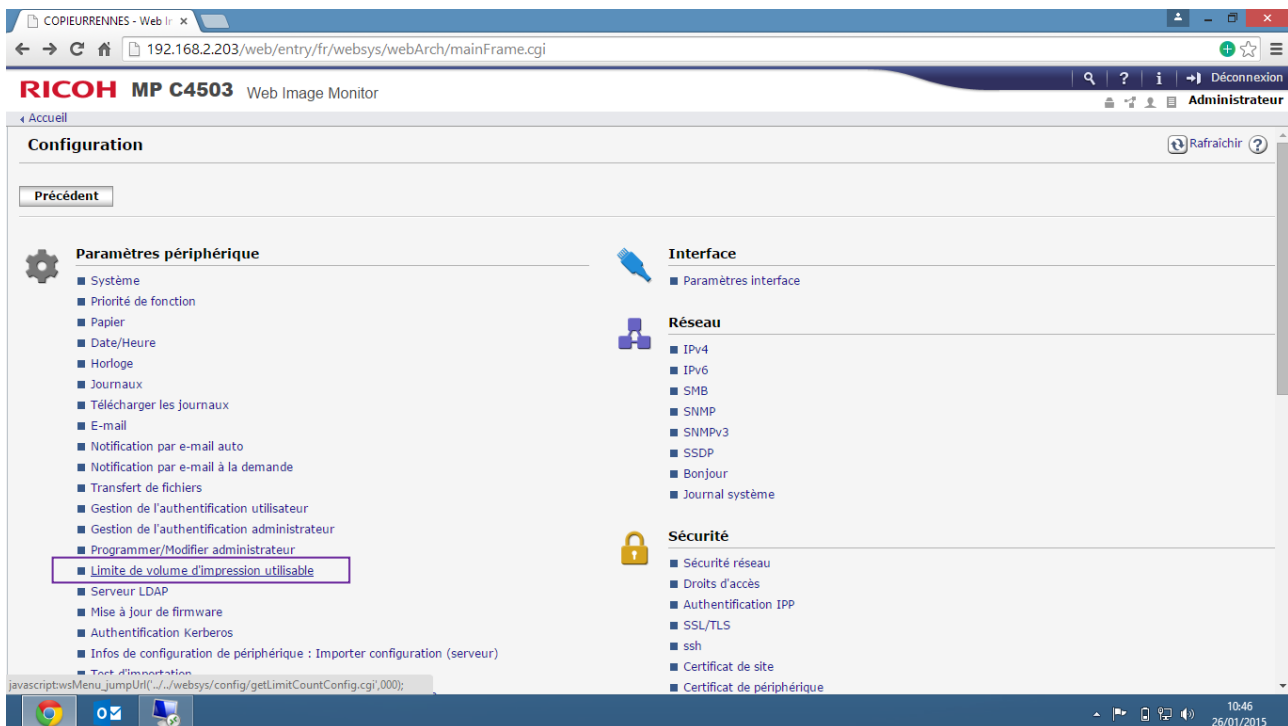 COPIEURRENNES - Web Ir
192.168.2.203/web/entry/fr/websys/webArch/mainFrame.cgi
RICOH MP C4503 Web Image Monitor
? i Déconnexion
Administrateur
Accueil
Configuration
Rafraîchir ?
Précédent
Paramètres périphérique
Système
Priorité de fonction
Papier
Date/Heure
Horloge
Journaux
Télécharger les journaux
E-mail
Notification par e-mail auto
Notification par e-mail à la demande
Transfert de fichiers
Gestion de l'authentification utilisateur
Gestion de l'authentification administrateur
Programmer/Modifier administrateur
Limite de volume d'impression utilisable
Serveur LDAP
Mise à jour de firmware
Authentification Kerberos
Infos de configuration de périphérique : Importer configuration (serveur)
Test d'importation
Interface
Paramètres interface
Réseau
IPv4
IPv6
SMB
SNMP
SNMPv3
SSDP
Bonjour
Journal système
Sécurité
Sécurité réseau
Droits d'accès
Authentification IPP
SSL/TLS
ssh
Certificat de site
Certificat de périphérique
javascript:wsMenu_jumpUrl('../../websys/config/getLimitCountConfig.cgi',000);
10:46
26/01/2015